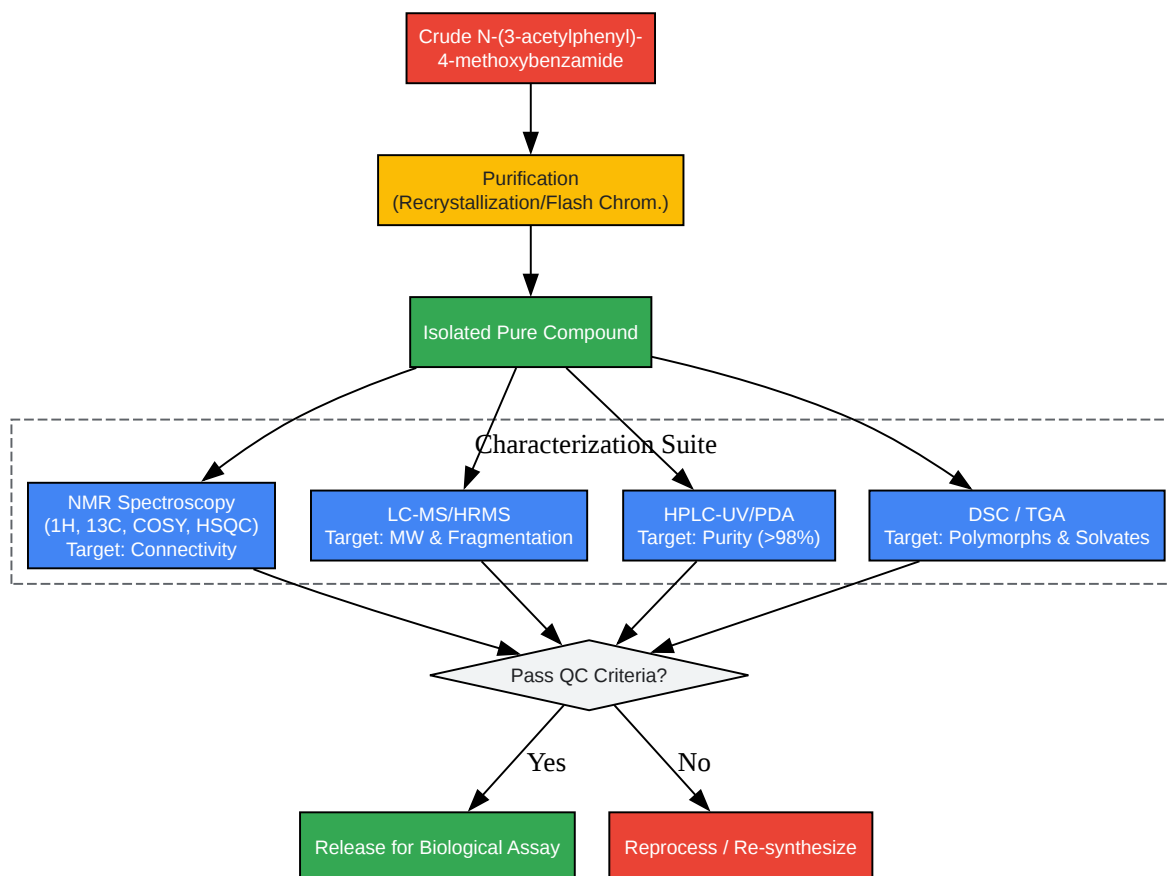 Crude N-(3-acetylphenyl)-
4-methoxybenzamide
Purification
(Recrystallization/Flash Chrom.)
Isolated Pure Compound
Characterization Suite
NMR Spectroscopy
(1H, 13C, COSY, HSQC)
Target: Connectivity
LC-MS/HRMS
Target: MW & Fragmentation
HPLC-UV/PDA
Target: Purity (>98%)
DSC / TGA
Target: Polymorphs & Solvates
Pass QC Criteria?
Yes
No
Release for Biological Assay
Reprocess / Re-synthesize